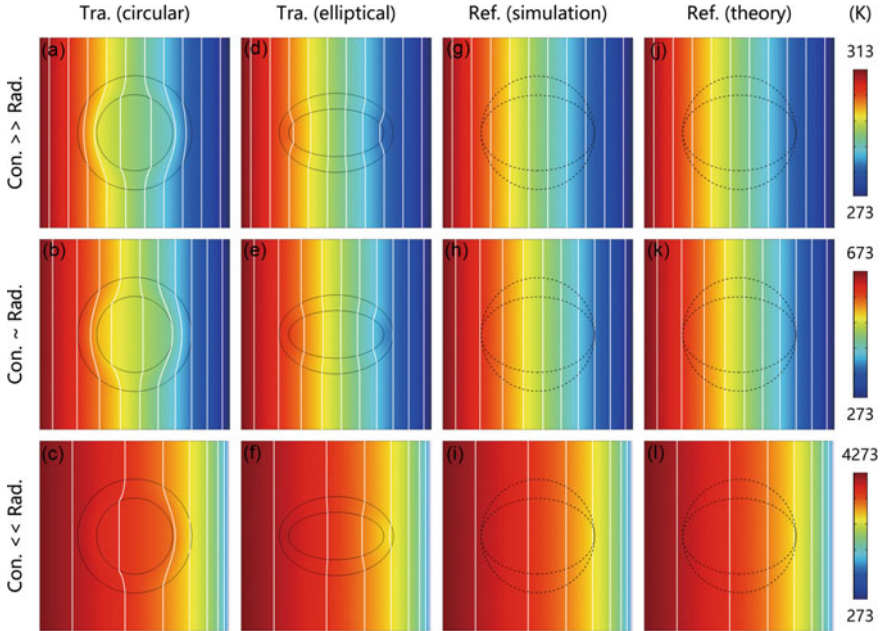 Tra. (circular) Tra. (elliptical) Ref. (simulation) Ref. (theory) (K)
(a) (d) (g) (j) 313
Con. >> Rad.
273
(b) (e) (h) (k) 673
Con. ~ Rad.
273
(c) (f) (i) (l) 4273
Con. << Rad.
273